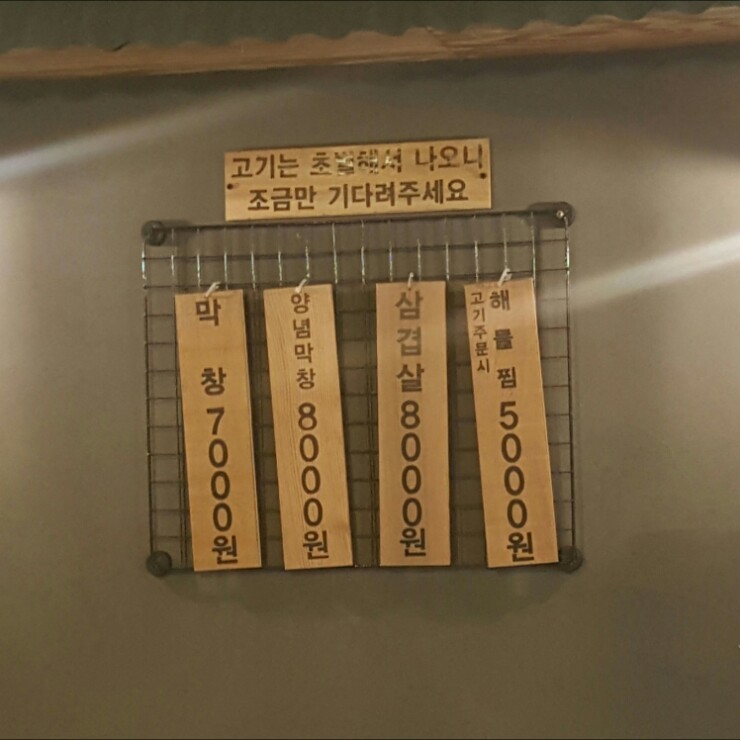 고기는 초벌해서 나오니
조금만 기다려주세요
막창 7000원
양념막창 8000원
삼겹살 8000원
해물찜 5000원
고기주문시